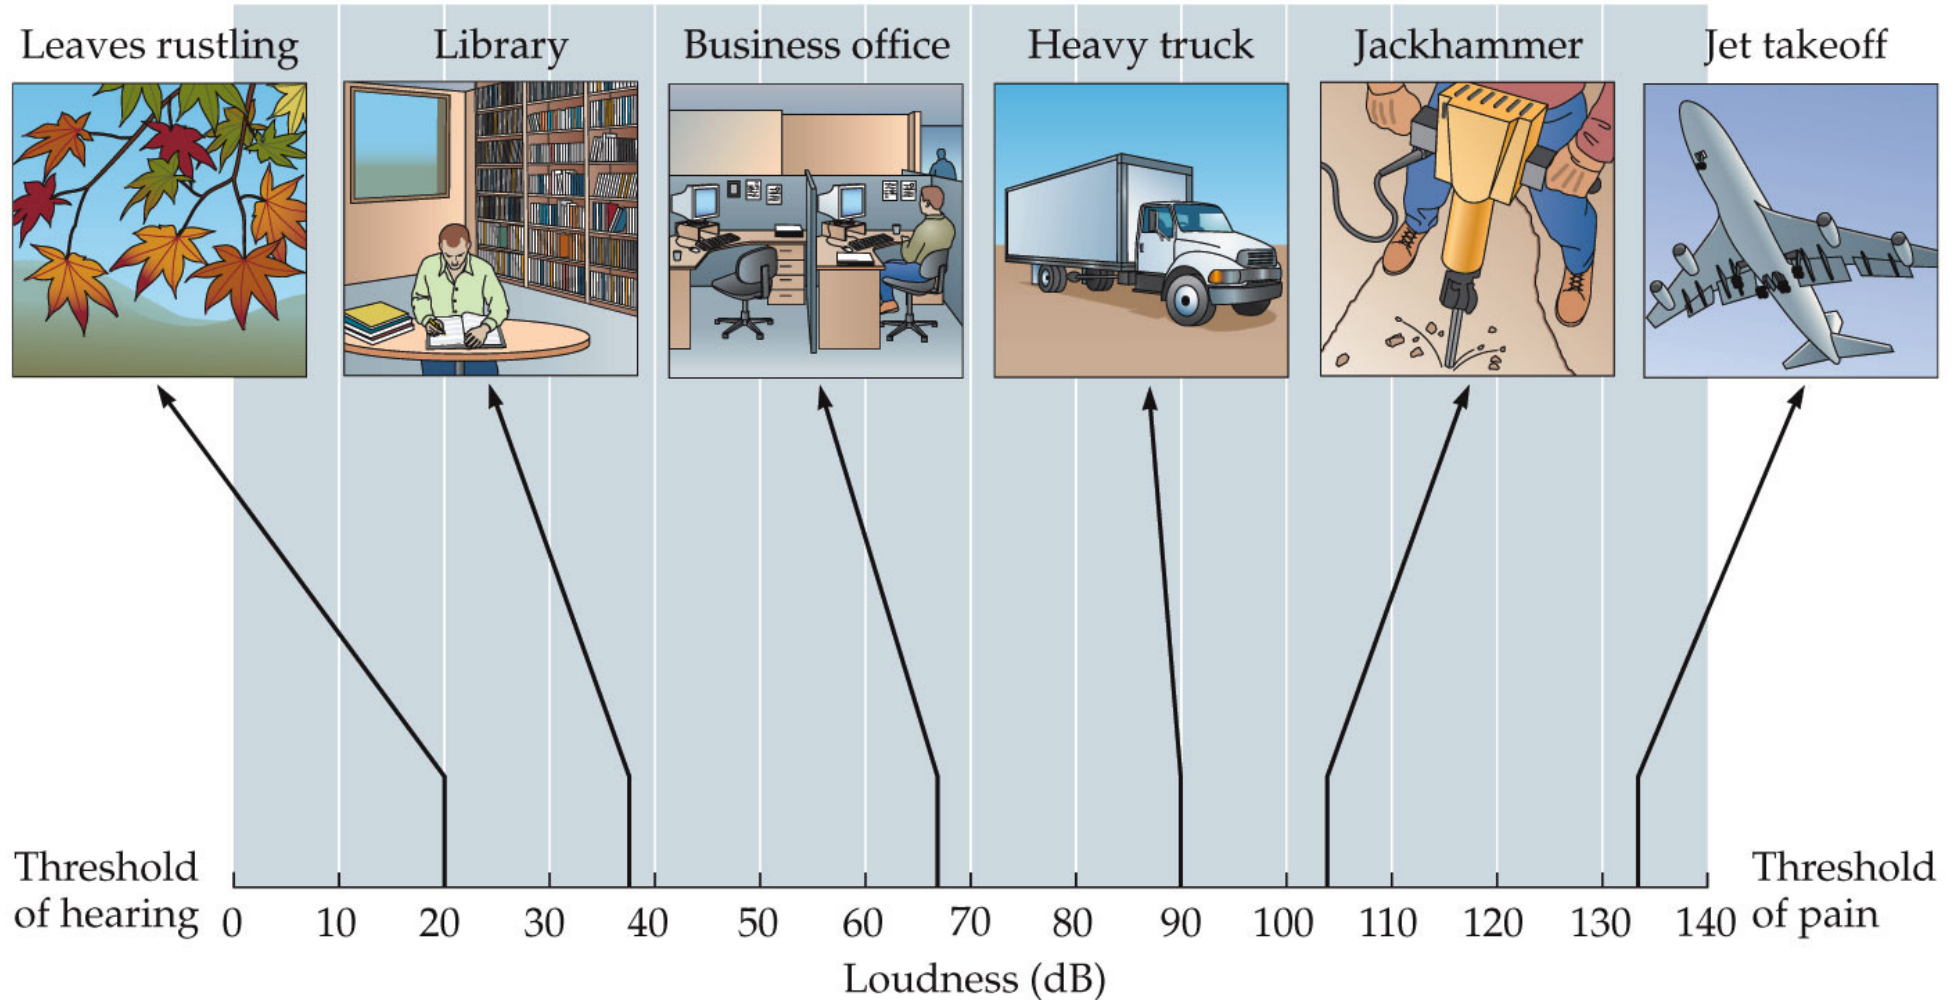 Leaves rustling
Library
Business office
Heavy truck
Jackhammer
Jet takeoff
Threshold
of hearing
0 10 20 30 40 50 60 70 80 90 100 110 120 130 140
Threshold
of pain
Loudness (dB)